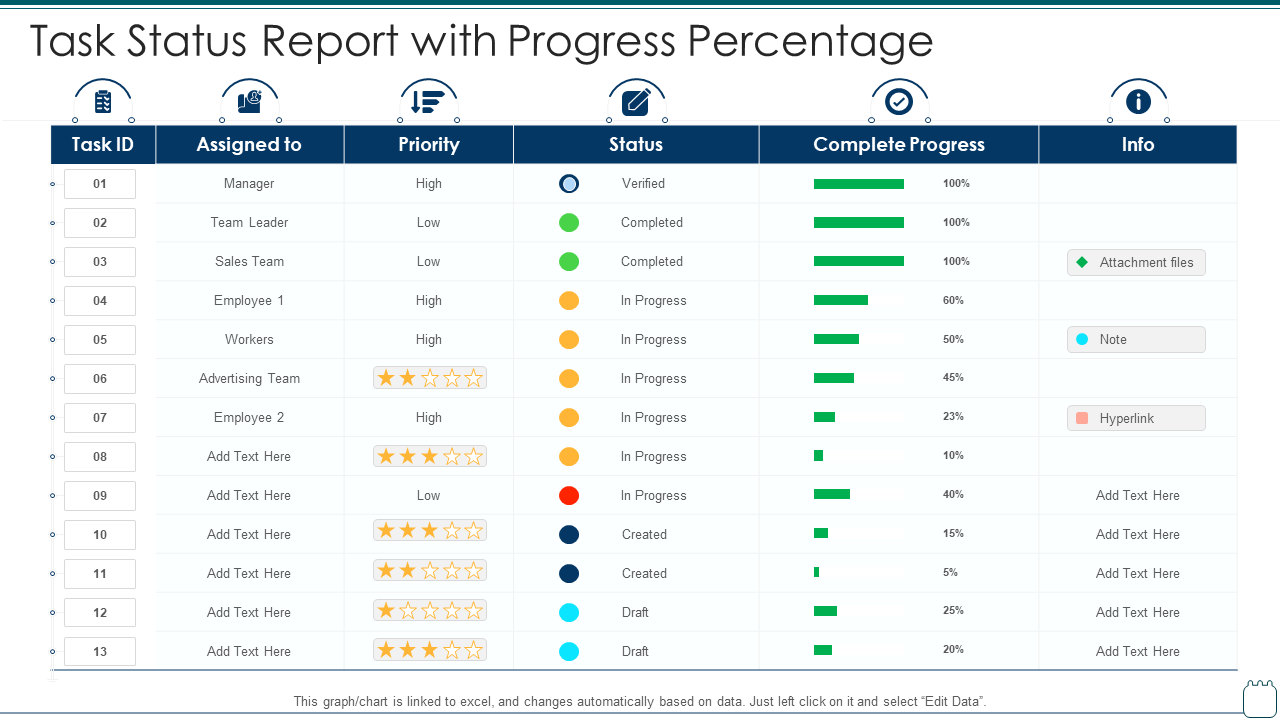 Task Status Report with Progress Percentage
Task ID Assigned to Priority Status Complete Progress Info
01 Manager High Verified 100%
02 Team Leader Low Completed 100%
03 Sales Team Low Completed 100% Attachment files
04 Employee 1 High In Progress 60%
05 Workers High In Progress 50% Note
06 Advertising Team In Progress 45%
07 Employee 2 High In Progress 23% Hyperlink
08 Add Text Here In Progress 10%
09 Add Text Here Low In Progress 40% Add Text Here
10 Add Text Here Created 15% Add Text Here
11 Add Text Here Created 5% Add Text Here
12 Add Text Here Draft 25% Add Text Here
13 Add Text Here Draft 20% Add Text Here
This graph/chart is linked to excel, and changes automatically based on data. Just left click on it and select “Edit Data”.